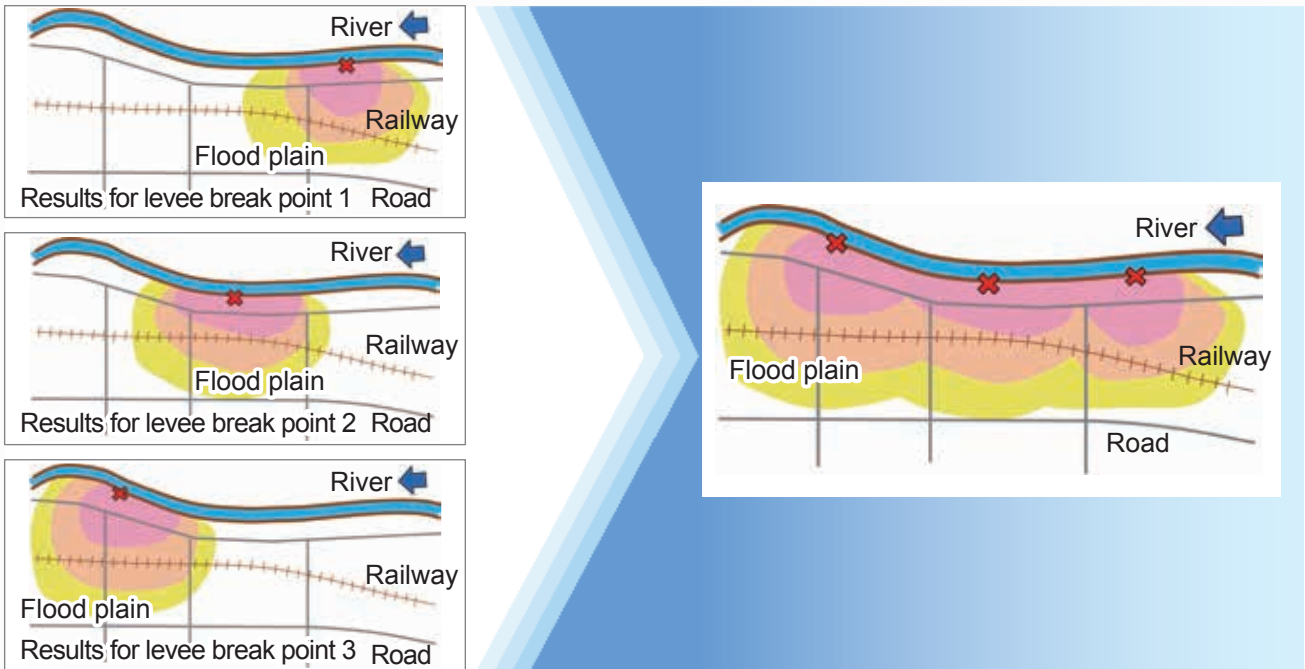 River
Railway
Flood plain
Results for levee break point 1 Road
River
Railway
Flood plain
Results for levee break point 2 Road
River
Railway
Flood plain
Results for levee break point 3 Road
River
Railway
Flood plain
Road